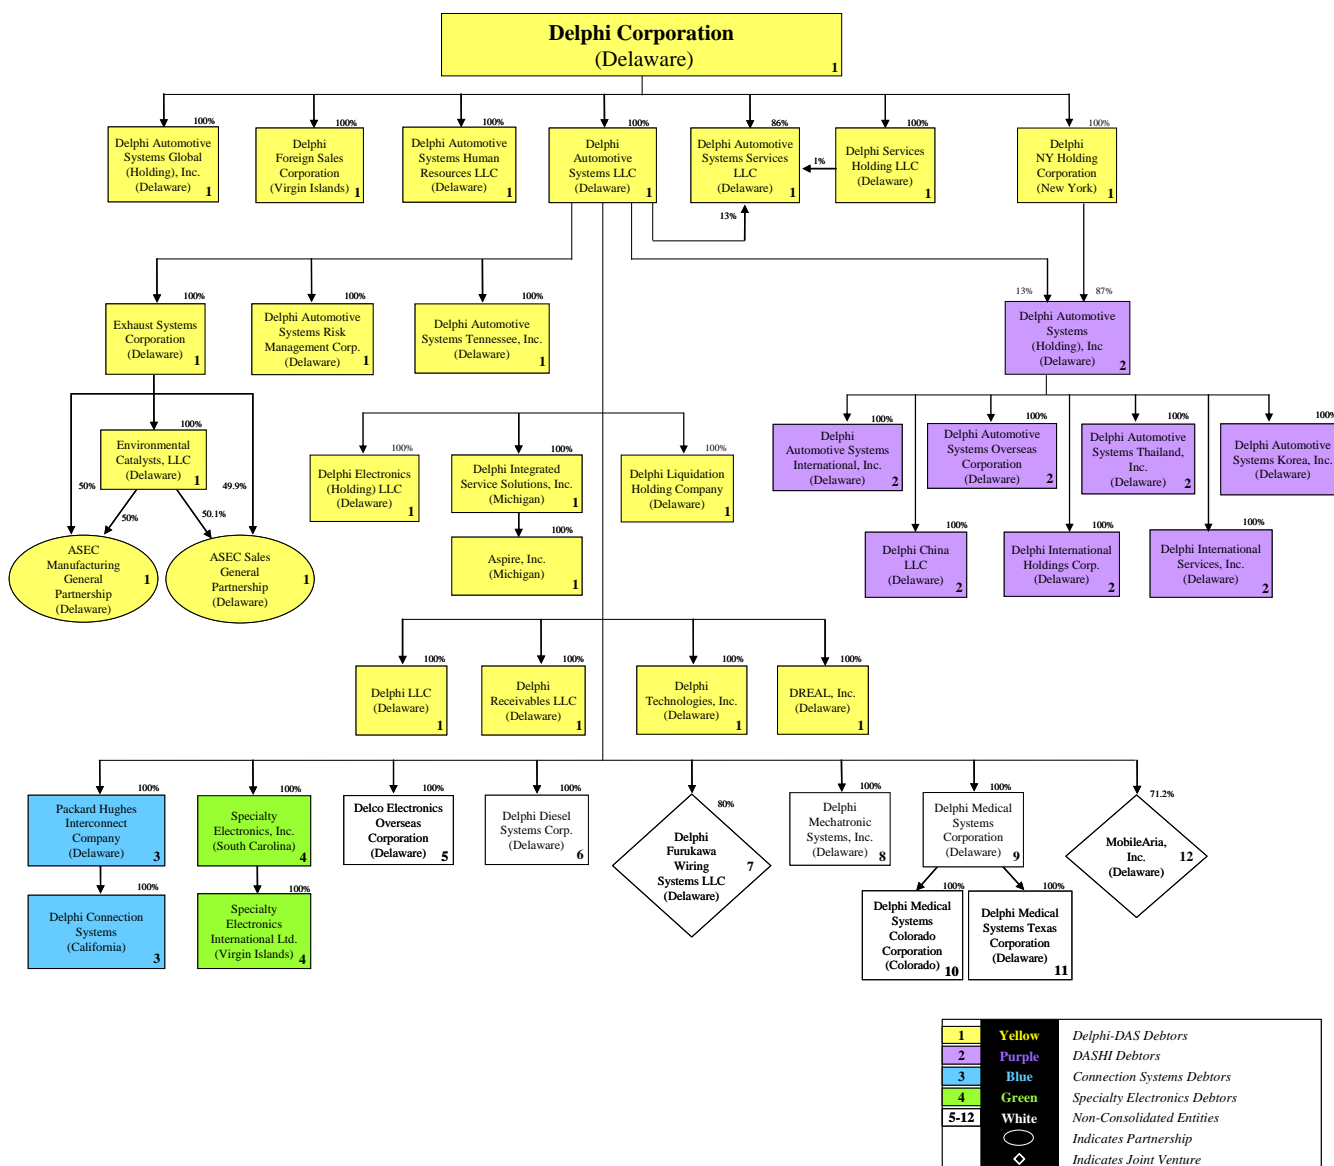 Delphi Corporation
(Delaware)
1
100%
100%
100%
100%
86%
100%
100%
Delphi Automotive
Systems Global
(Holding), Inc.
(Delaware)
1
Delphi
Foreign Sales
Corporation
(Virgin Islands)
1
Delphi Automotive
Systems Human
Resources LLC
(Delaware)
1
Delphi
Automotive
Systems LLC
(Delaware)
1
Delphi Automotive
Systems Services
LLC
(Delaware)
1
1%
Delphi Services
Holding LLC
(Delaware)
1
Delphi
NY Holding
Corporation
(New York)
1
13%
100%
100%
100%
13%
87%
Exhaust Systems
Corporation
(Delaware)
1
Delphi Automotive
Systems Risk
Management Corp.
(Delaware)
1
Delphi Automotive
Systems Tennessee, Inc.
(Delaware)
1
Delphi Automotive
Systems
(Holding), Inc
(Delaware)
2
100%
Environmental
Catalysts, LLC
(Delaware)
1
50%
49.9%
50%
50.1%
ASEC
Manufacturing
General
Partnership
(Delaware)
1
ASEC Sales
General
Partnership
(Delaware)
1
100%
Delphi Electronics
(Holding) LLC
(Delaware)
1
100%
Delphi Integrated
Service Solutions, Inc.
(Michigan)
1
100%
Delphi Liquidation
Holding Company
(Delaware)
1
100%
Aspire, Inc.
(Michigan)
1
100%
Delphi
Automotive Systems
International, Inc.
(Delaware)
2
100%
Delphi Automotive
Systems Overseas
Corporation
(Delaware)
2
100%
Delphi Automotive
Systems Thailand,
Inc.
(Delaware)
2
100%
Delphi Automotive
Systems Korea, Inc.
(Delaware)
2
100%
Delphi China
LLC
(Delaware)
2
100%
Delphi International
Holdings Corp.
(Delaware)
2
100%
Delphi International
Services, Inc.
(Delaware)
2
100%
Delphi LLC
(Delaware)
1
100%
Delphi
Receivables LLC
(Delaware)
1
100%
Delphi
Technologies, Inc.
(Delaware)
1
100%
DREAL, Inc.
(Delaware)
1
100%
Packard Hughes
Interconnect
Company
(Delaware)
3
100%
Specialty
Electronics, Inc.
(South Carolina)
4
100%
Delco Electronics
Overseas
Corporation
(Delaware)
5
100%
Delphi Diesel
Systems Corp.
(Delaware)
6
80%
Delphi
Furukawa
Wiring
Systems LLC
(Delaware)
7
100%
Delphi
Mechatronic
Systems, Inc.
(Delaware)
8
100%
Delphi Medical
Systems
Corporation
(Delaware)
9
71.2%
MobileAria,
Inc.
(Delaware)
12
100%
Delphi Connection
Systems
(California)
3
100%
Specialty
Electronics
International Ltd.
(Virgin Islands)
4
100%
Delphi Medical
Systems
Colorado
Corporation
(Colorado)
10
100%
Delphi Medical
Systems Texas
Corporation
(Delaware)
11
1 Yellow Delphi-DAS Debtors
2 Purple DASHI Debtors
3 Blue Connection Systems Debtors
4 Green Specialty Electronics Debtors
5-12 White Non-Consolidated Entities
Indicates Partnership
Indicates Joint Venture